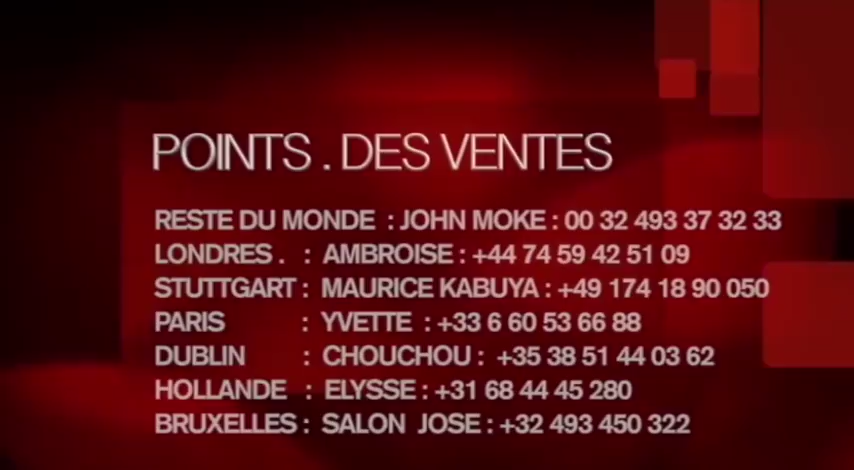 POINTS . DES VENTES
RESTE DU MONDE : JOHN MOKE : 00 32 493 37 32 33
LONDRES . : AMBROISE : +44 74 59 42 51 09
STUTTGART : MAURICE KABUYA : +49 174 18 90 050
PARIS : YVETTE : +33 6 60 53 66 88
DUBLIN : CHOUCHOU : +35 38 51 44 03 62
HOLLANDE : ELYSSE : +31 68 44 45 280
BRUXELLES : SALON JOSE : +32 493 450 322